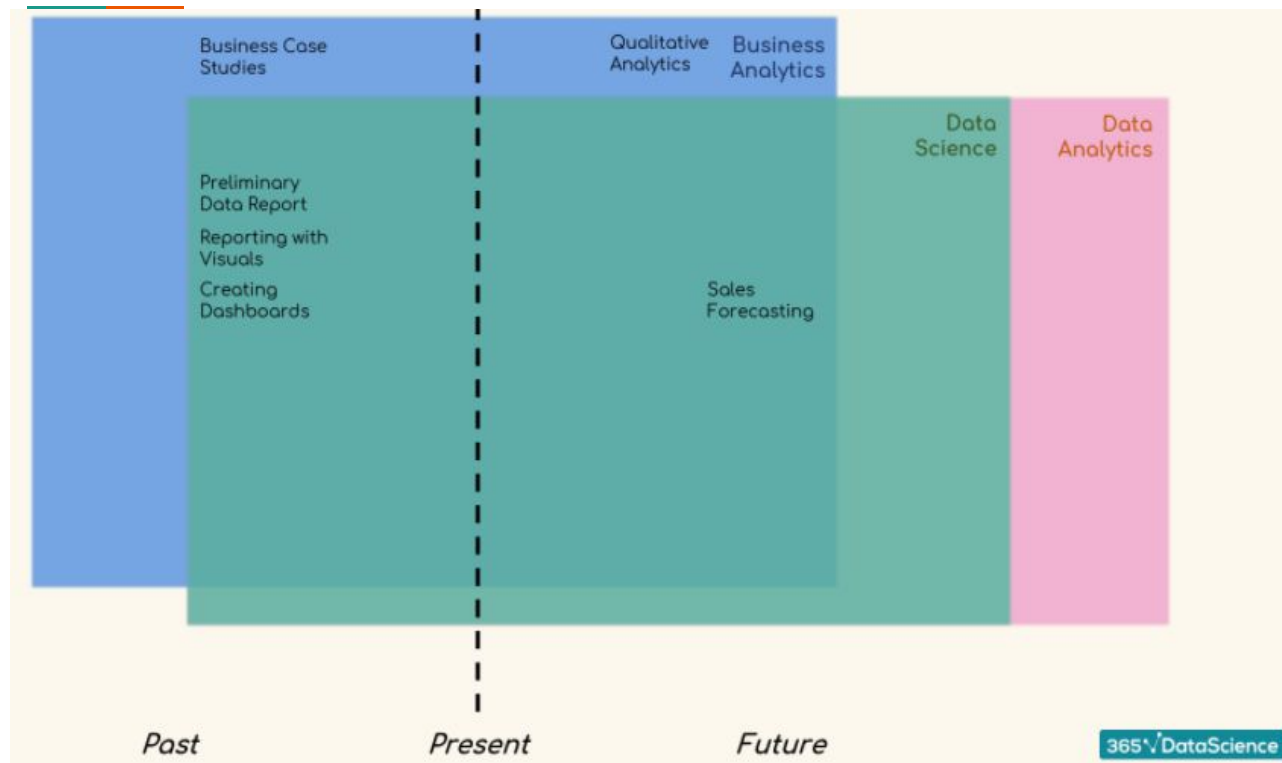 Business Case
Studies
Qualitative
Analytics
Business
Analytics
Data
Science
Data
Analytics
Preliminary
Data Report
Reporting with
Visuals
Creating
Dashboards
Sales
Forecasting
Past
Present
Future
365√DataScience